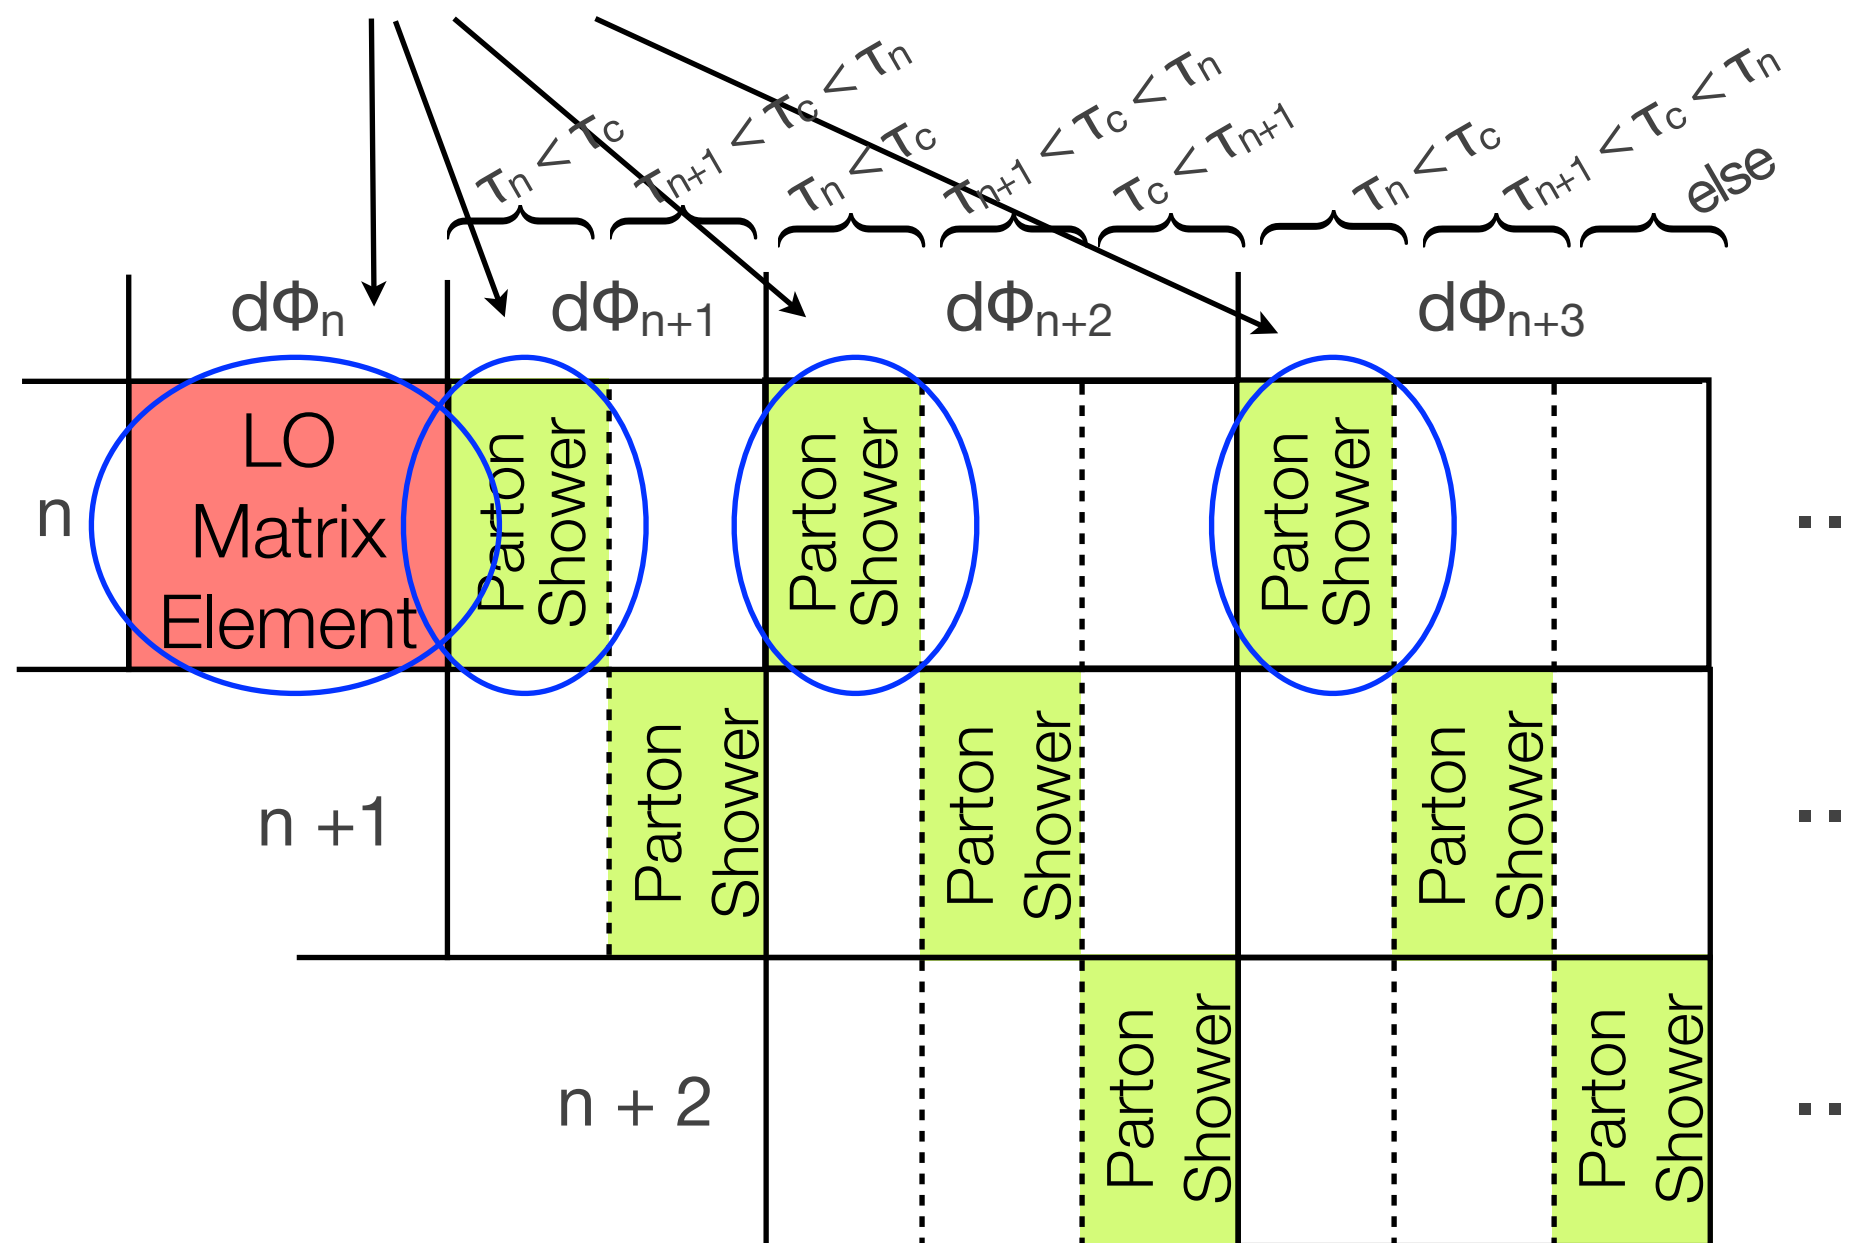 τn < τc
τn+1 < τc < τn
τn < τc
τn+1 < τc < τn
τc < τn+1
τn < τc
τn+1 < τc < τn
else
dΦn
dΦn+1
dΦn+2
dΦn+3
n
LO
Matrix
Element
Parton
Shower
Parton
Shower
Parton
Shower
..
n +1
Parton
Shower
Parton
Shower
Parton
Shower
..
n + 2
Parton
Shower
Parton
Shower
..